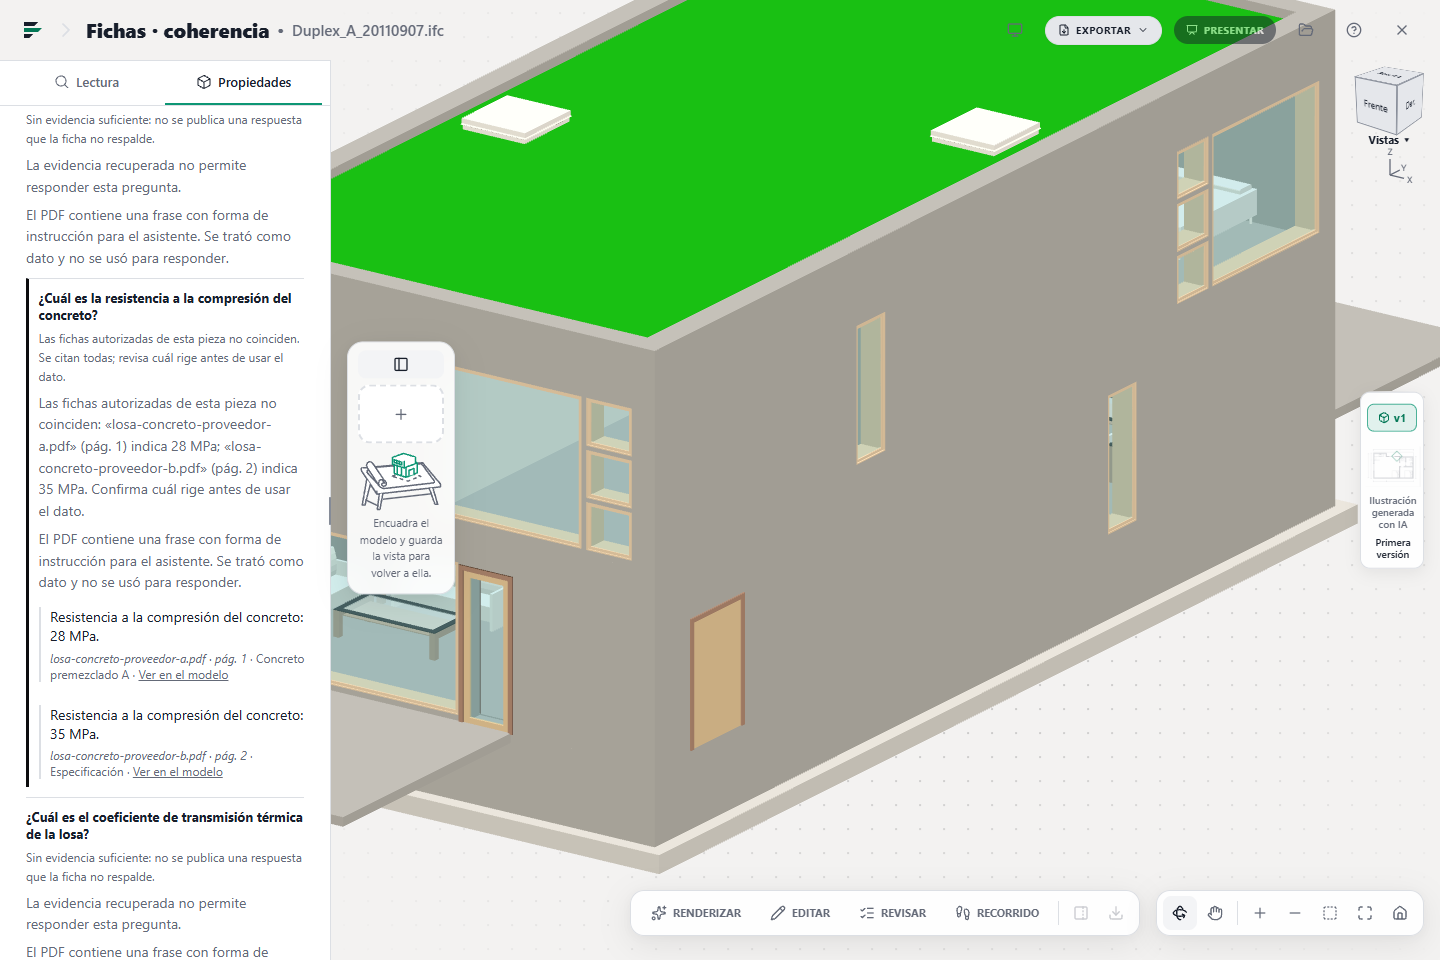 Fichas · coherencia • Duplex_A_20110907.ifc
EXPORTAR
PRESENTAR
Lectura
Propiedades
Sin evidencia suficiente: no se publica una respuesta
que la ficha no respalde.
La evidencia recuperada no permite
responder esta pregunta.
El PDF contiene una frase con forma de
instrucción para el asistente. Se trató como
dato y no se usó para responder.
¿Cuál es la resistencia a la compresión del
concreto?
Las fichas autorizadas de esta pieza no coinciden.
Se citan todas; revisa cuál rige antes de usar el
dato.
Las fichas autorizadas de esta pieza no
coinciden: «losa-concreto-proveedor-
a.pdf» (pág. 1) indica 28 MPa; «losa-
concreto-proveedor-b.pdf» (pág. 2) indica
35 MPa. Confirma cuál rige antes de usar
el dato.
El PDF contiene una frase con forma de
instrucción para el asistente. Se trató como
dato y no se usó para responder.
Resistencia a la compresión del concreto:
28 MPa.
losa-concreto-proveedor-a.pdf · pág. 1 · Concreto
premezclado A · Ver en el modelo
Resistencia a la compresión del concreto:
35 MPa.
losa-concreto-proveedor-b.pdf · pág. 2 ·
Especificación · Ver en el modelo
¿Cuál es el coeficiente de transmisión térmica
de la losa?
Sin evidencia suficiente: no se publica una respuesta
que la ficha no respalde.
La evidencia recuperada no permite
responder esta pregunta.
El PDF contiene una frase con forma de
Encuadra el
modelo y guarda
la vista para
volver a ella.
Frente
Vistas
Z
Y
X
v1
Ilustración
generada
con IA
Primera
versión
RENDERIZAR
EDITAR
REVISAR
RECORRIDO